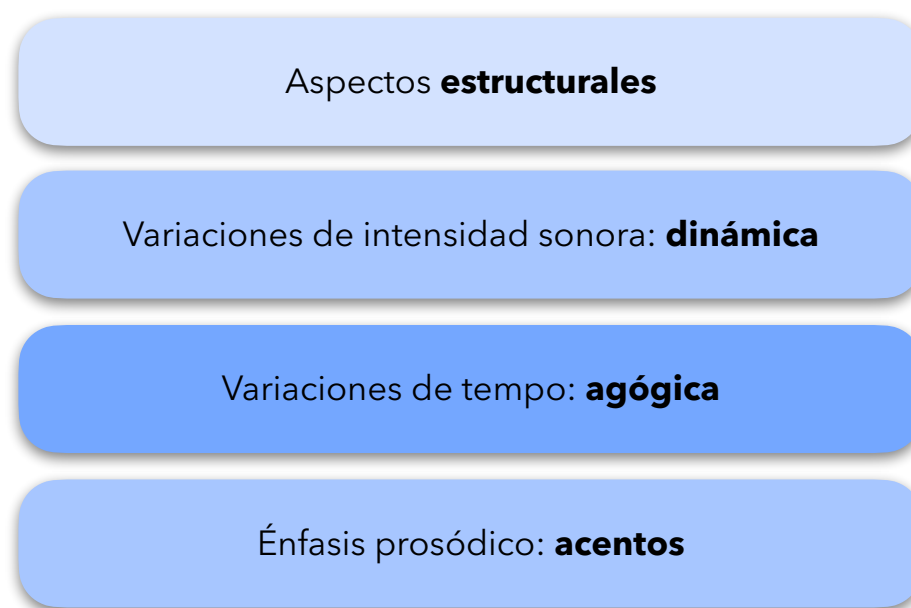 Aspectos estructurales
Variaciones de intensidad sonora: dinámica
Variaciones de tempo: agógica
Énfasis prosódico: acentos